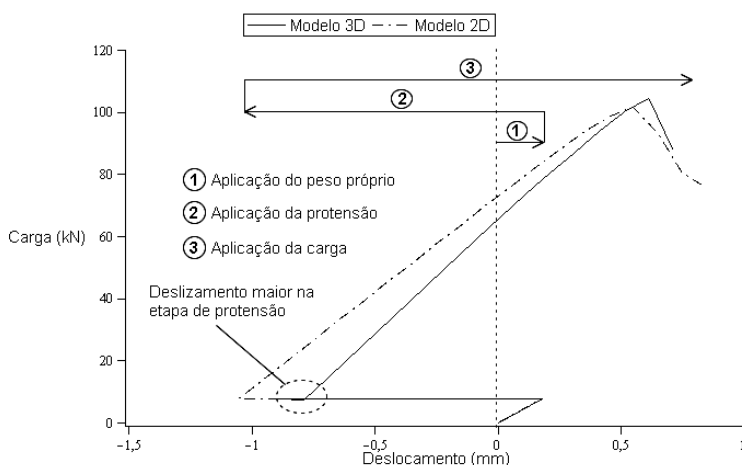 Modelo 3D Modelo 2D
120
100
80
60
40
20
0
Carga (kN)
3
2
1
1 Aplicação do peso próprio
2 Aplicação da protensão
3 Aplicação da carga
Deslizamento maior na
etapa de protensão
-1,5 -1 -0,5 0 0,5 1
Deslocamento (mm)